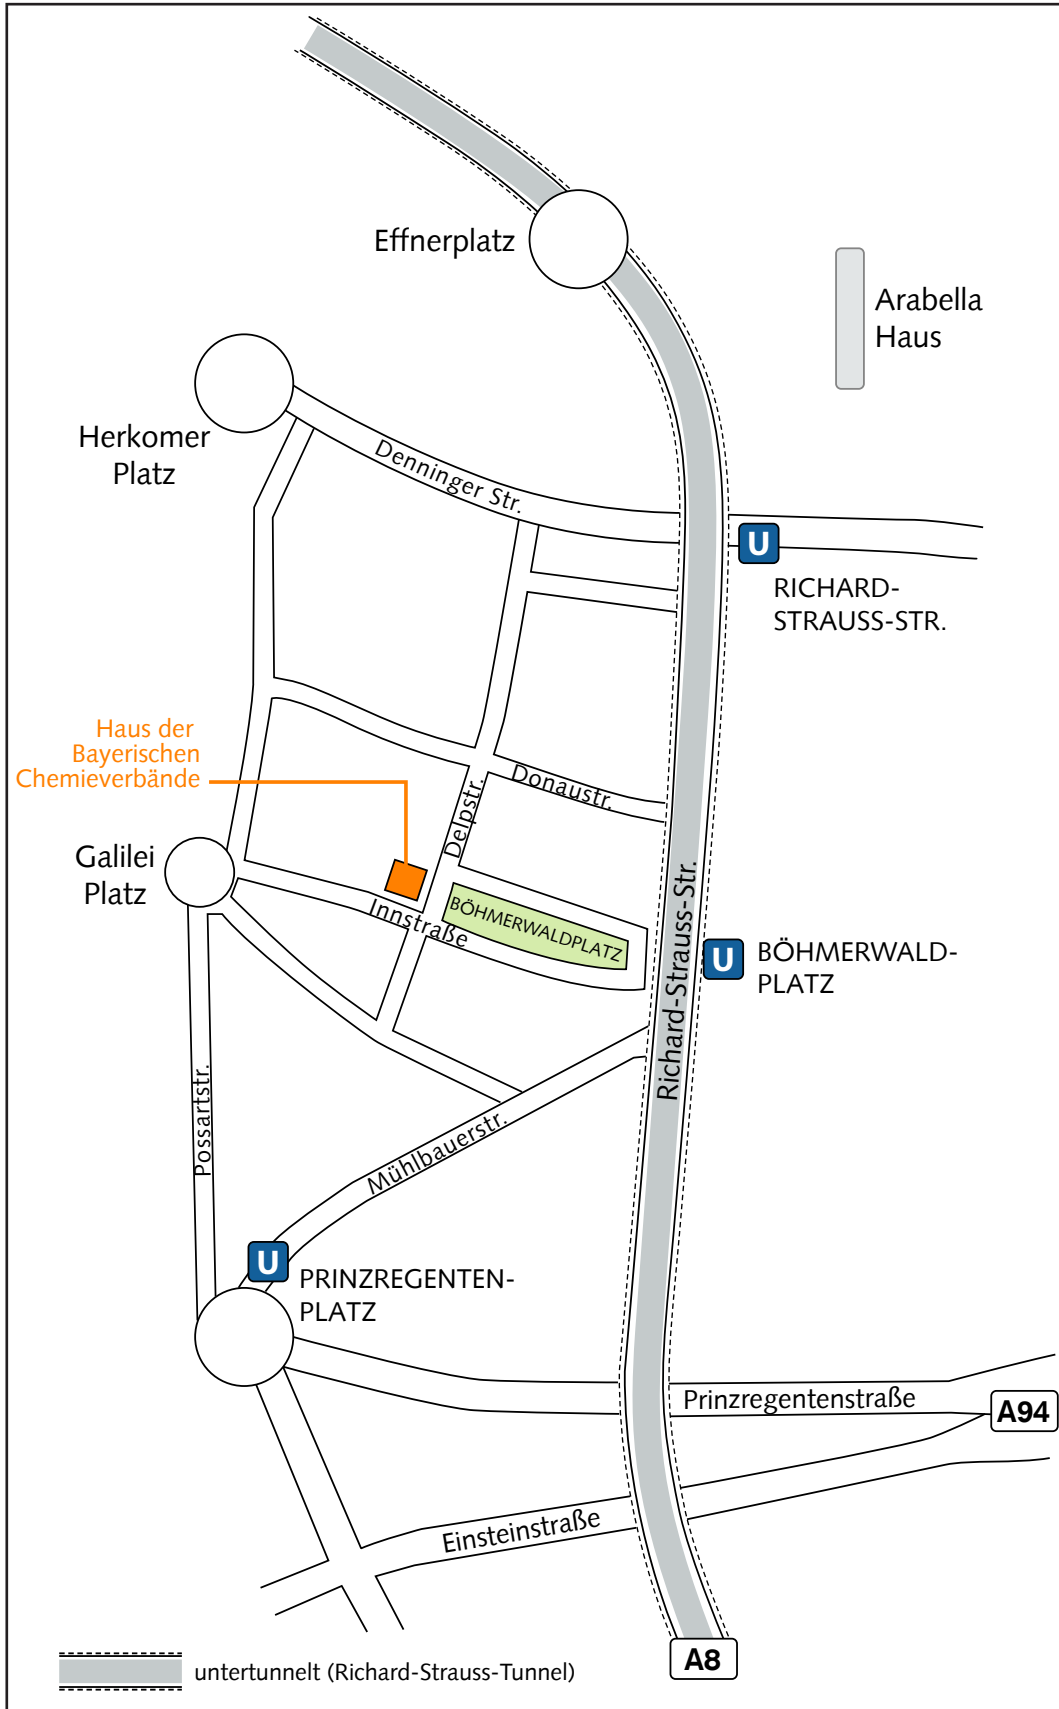 Effnerplatz
Arabella
Haus
Herkomer
Platz
Denninger Str.
U
RICHARD-
STRAUSS-STR.
Haus der
Bayerischen
Chemieverbände
Donaustr.
Delpstr.
Galilei
Platz
Innstraße
BÖHMERWALDPLATZ
Richard-Strauss-Str.
U
BÖHMERWALD-
PLATZ
Possartstr.
Mühlbauerstr.
U
PRINZREGENTEN-
PLATZ
Prinzregentenstraße
A94
Einsteinstraße
A8
untertunnelt (Richard-Strauss-Tunnel)